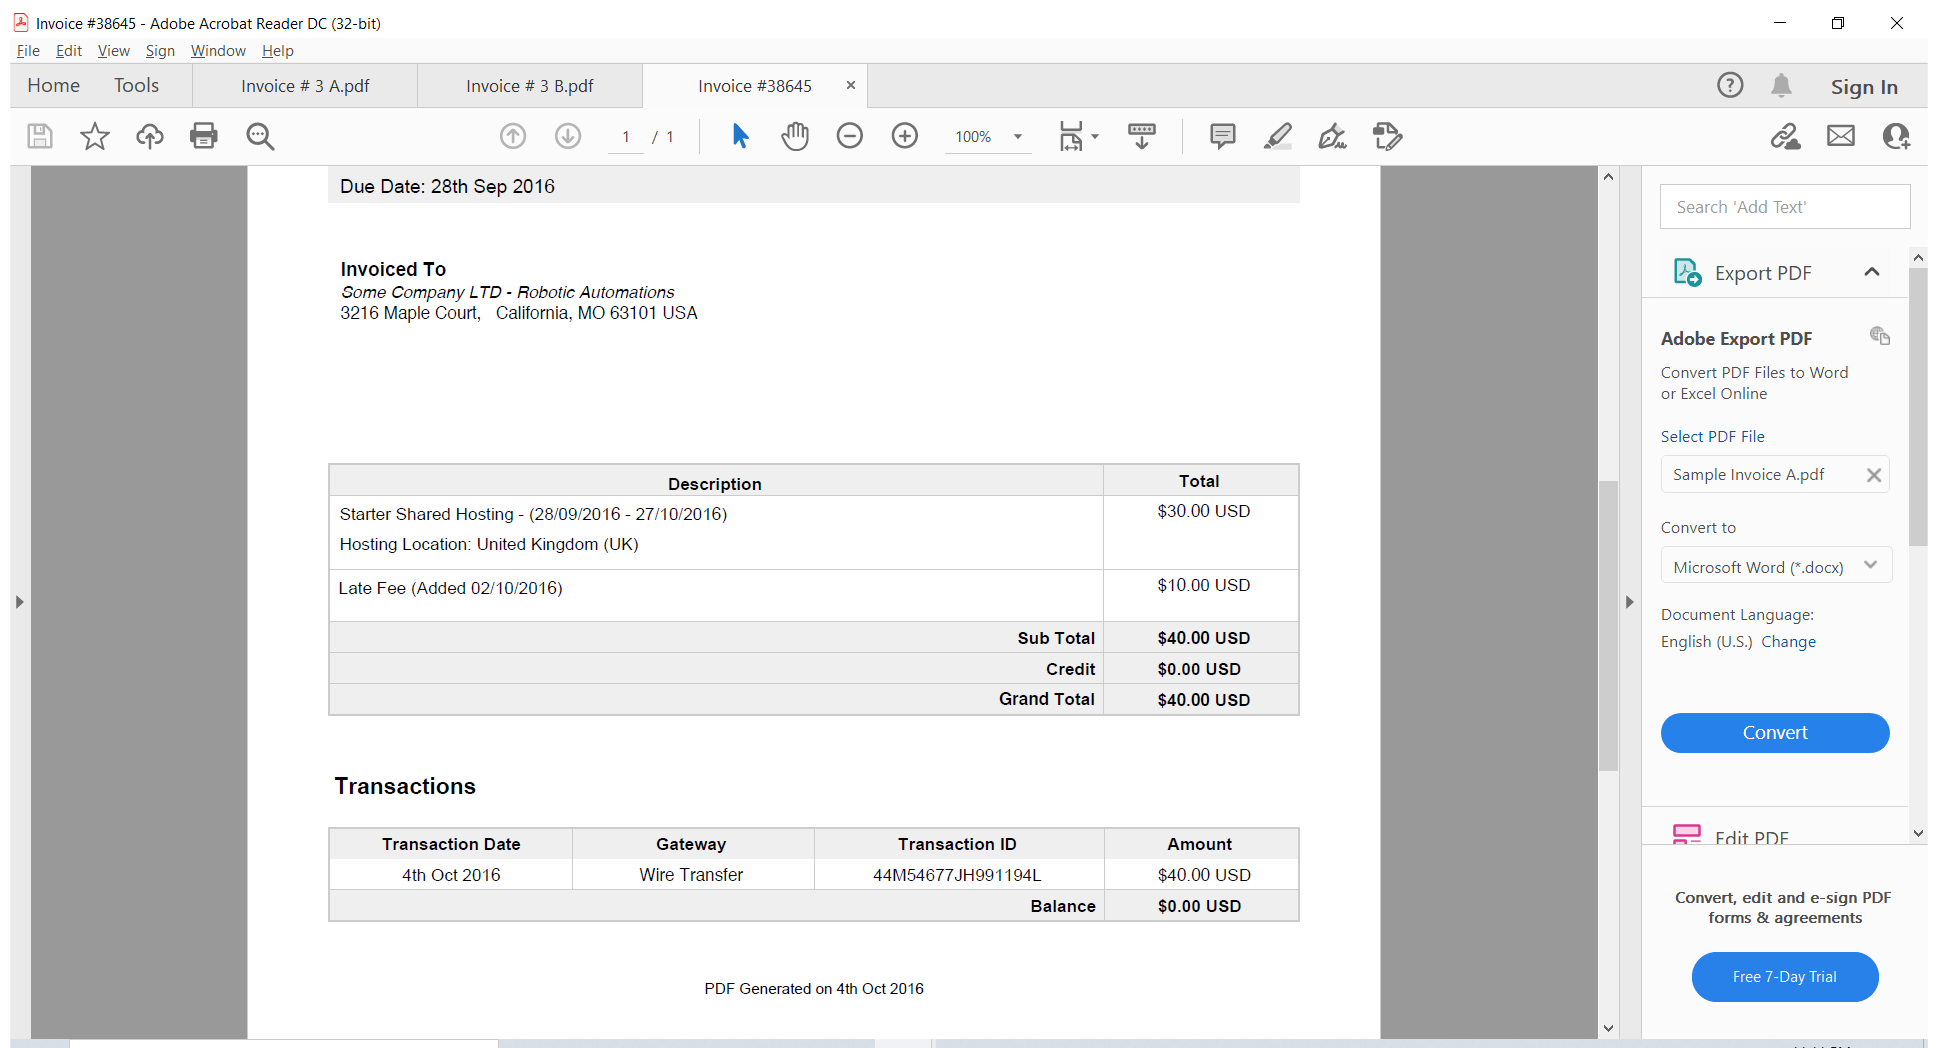 Invoice #38645 - Adobe Acrobat Reader DC (32-bit)
File Edit View Sign Window Help
Home Tools Invoice # 3 A.pdf Invoice # 3 B.pdf Invoice #38645 × Sign In
1 / 1 100%
Due Date: 28th Sep 2016
Invoiced To
Some Company LTD - Robotic Automations
3216 Maple Court, California, MO 63101 USA
Description Total
Starter Shared Hosting - (28/09/2016 - 27/10/2016) $30.00 USD
Hosting Location: United Kingdom (UK)
Late Fee (Added 02/10/2016) $10.00 USD
Sub Total $40.00 USD
Credit $0.00 USD
Grand Total $40.00 USD
Transactions
Transaction Date Gateway Transaction ID Amount
4th Oct 2016 Wire Transfer 44M54677JH991194L $40.00 USD
Balance $0.00 USD
PDF Generated on 4th Oct 2016
Search 'Add Text'
Export PDF
Adobe Export PDF
Convert PDF Files to Word
or Excel Online
Select PDF File
Sample Invoice A.pdf
Convert to
Microsoft Word (*.docx)
Document Language:
English (U.S.) Change
Convert
Edit PDF
Convert, edit and e-sign PDF
forms & agreements
Free 7-Day Trial